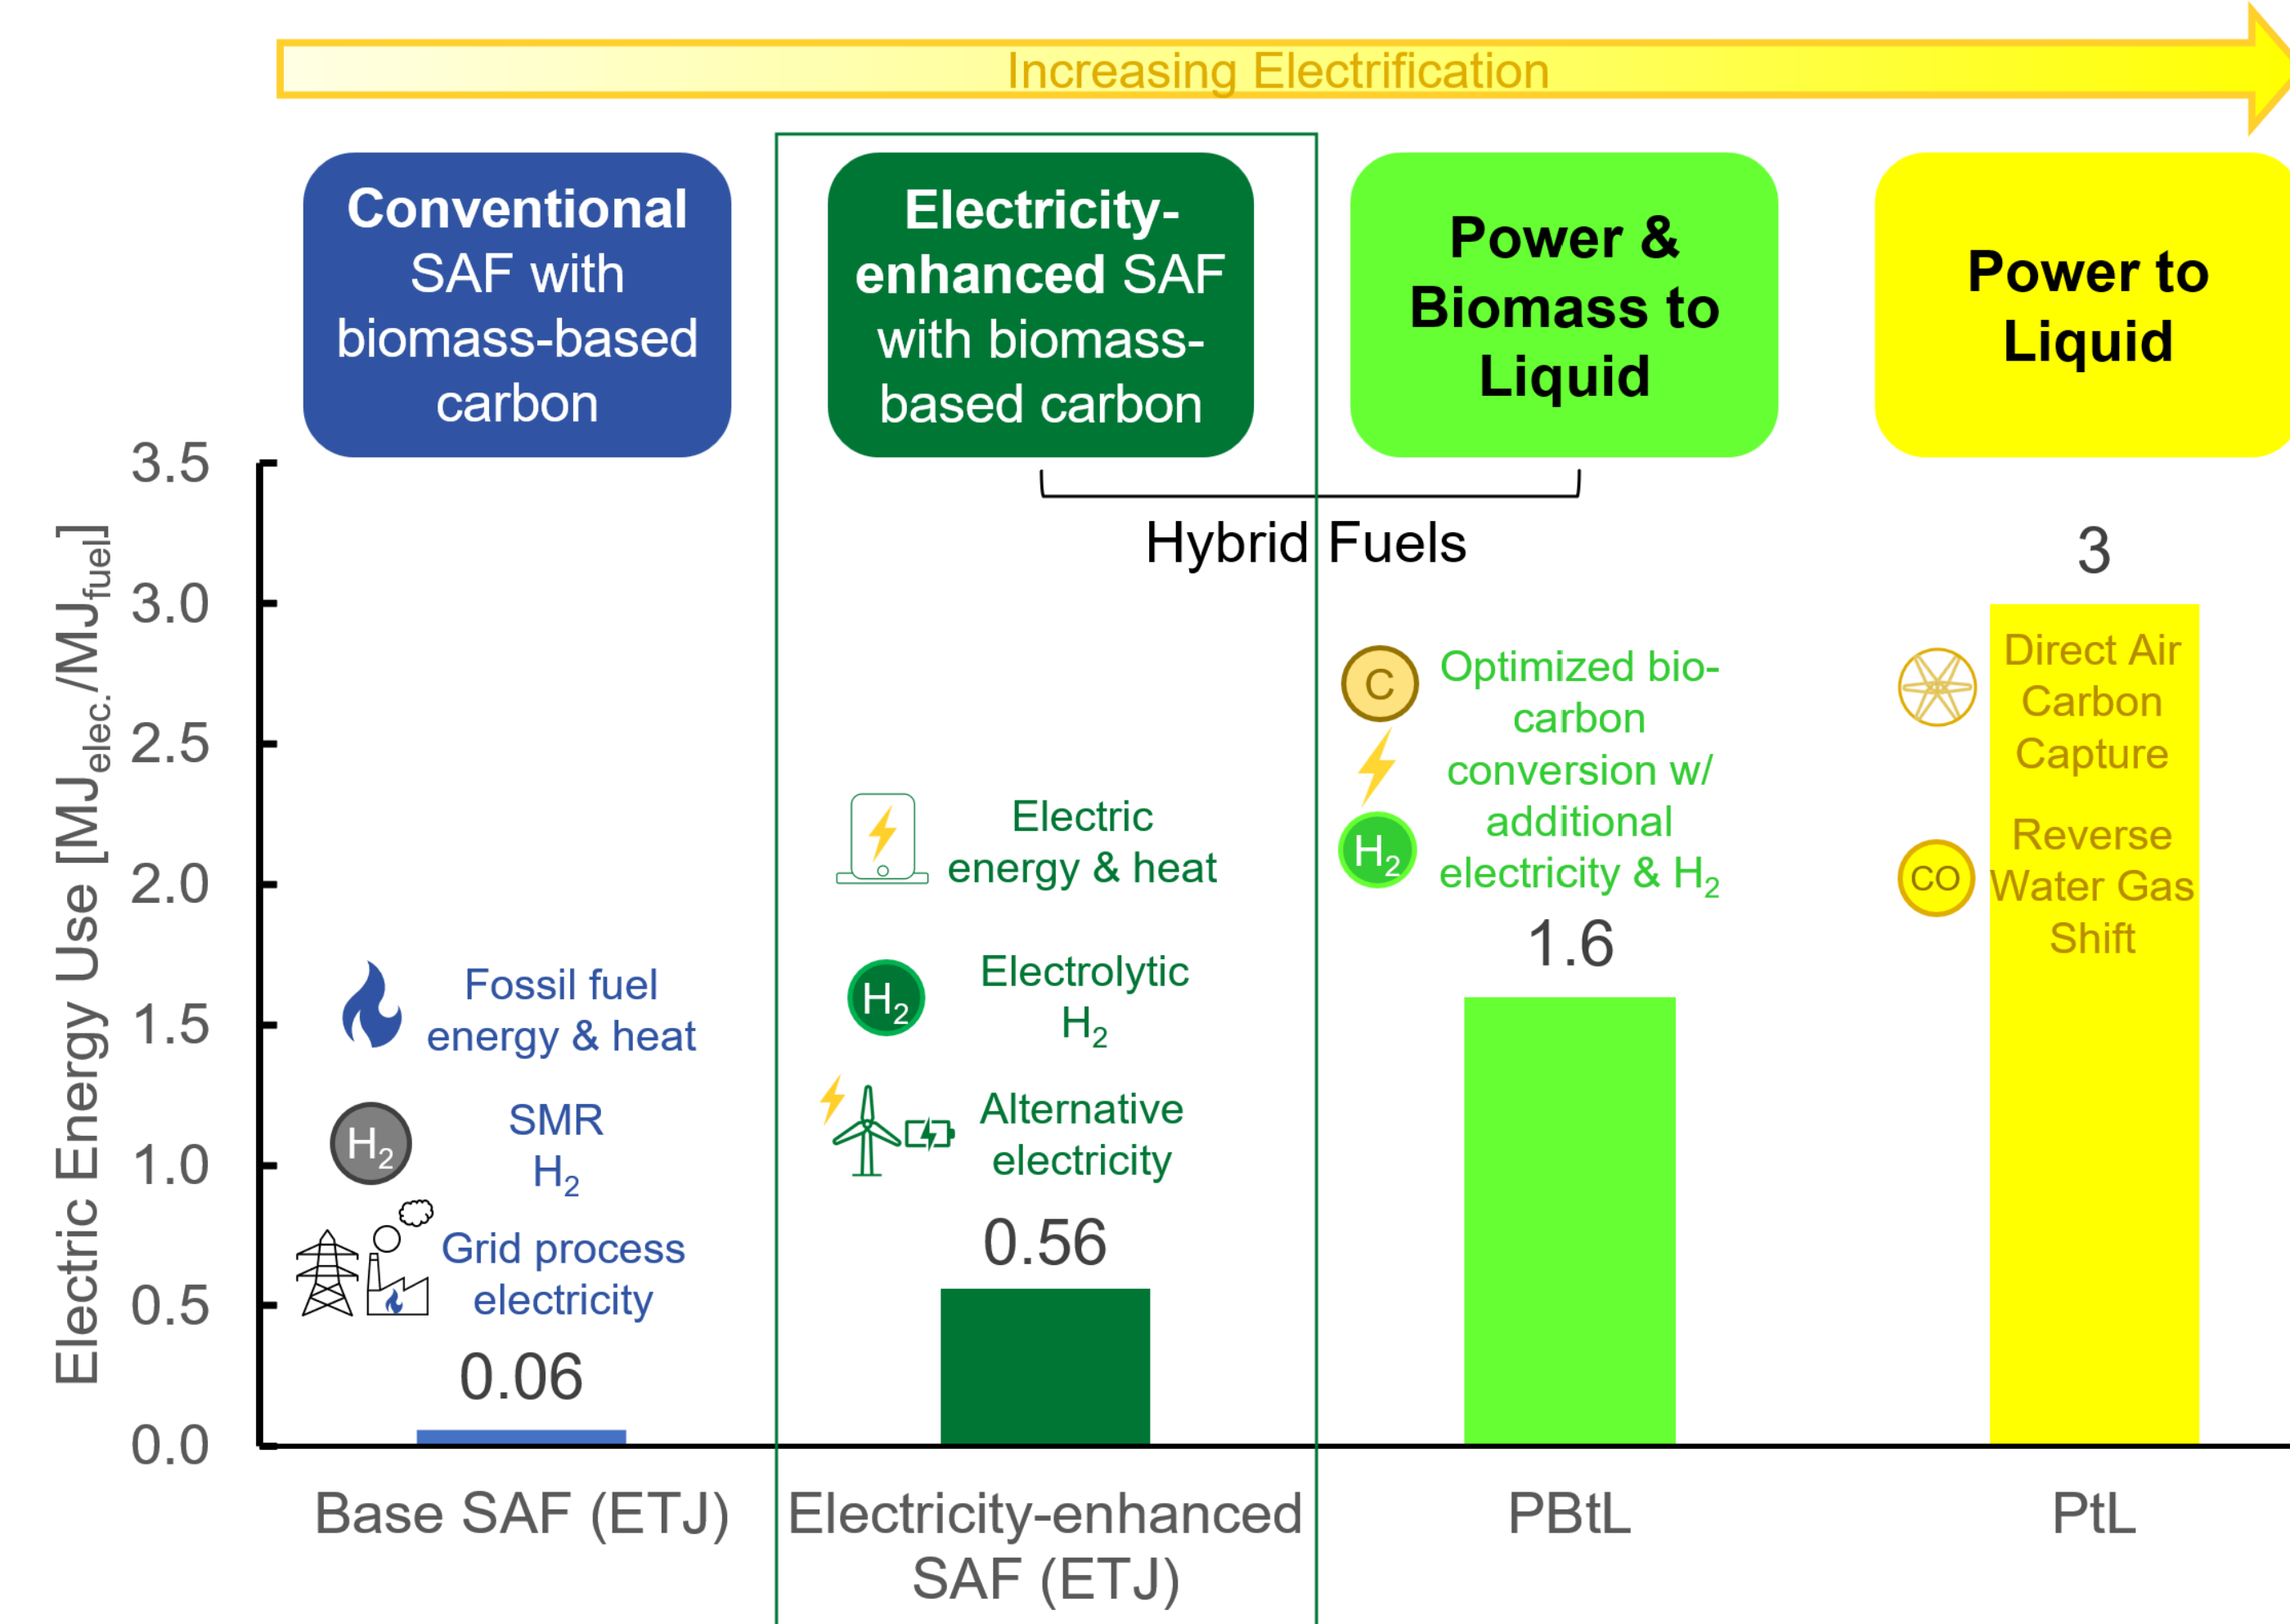 Increasing Electrification
Conventional
SAF with
biomass-based
carbon
Electricity-
enhanced SAF
with biomass-
based carbon
Power &
Biomass to
Liquid
Power to
Liquid
Hybrid Fuels
Electric Energy Use [MJelec./MJfuel]
3.5
3.0
2.5
2.0
1.5
1.0
0.5
0.0
Fossil fuel
energy & heat
H2
SMR
H2
Grid process
electricity
0.06
Electric
energy & heat
H2
Electrolytic
H2
Alternative
electricity
0.56
C
H2
Optimized bio-
carbon
conversion w/
additional
electricity & H2
1.6
3
Direct Air
Carbon
Capture
CO
Reverse
Water Gas
Shift
Base SAF (ETJ)
Electricity-enhanced
SAF (ETJ)
PBtL
PtL